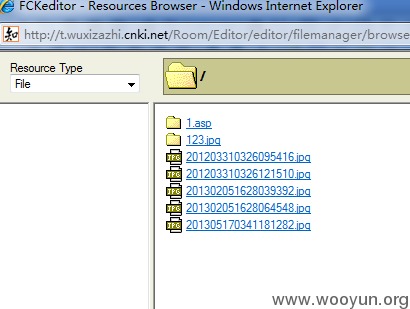 FCKeditor - Resources Browser - Windows Internet Explorer
http://t.wuxizazhi.cnki.net/Room/Editor/editor/filemanager/browse
Resource Type
File
/
1.asp
123.jpg
201203310326095416.jpg
201203310326121510.jpg
201302051628039392.jpg
201302051628064548.jpg
201305170341181282.jpg
www.wooyun.org